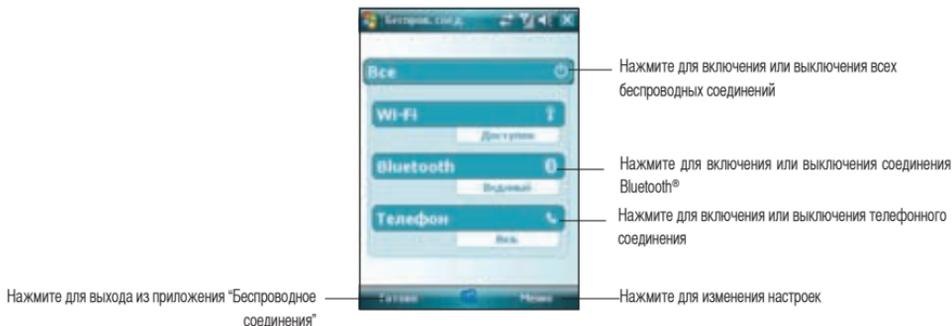 Беспров. соед.
Все
Нажмите для включения или выключения всех
беспроводных соединений
Wi-Fi
Доступен
Bluetooth
Видимый
Нажмите для включения или выключения соединения
Bluetooth®
Телефон
Вкл.
Нажмите для включения или выключения телефонного
соединения
Нажмите для выхода из приложения “Беспроводное
соединения”
Готово
Меню
Нажмите для изменения настроек